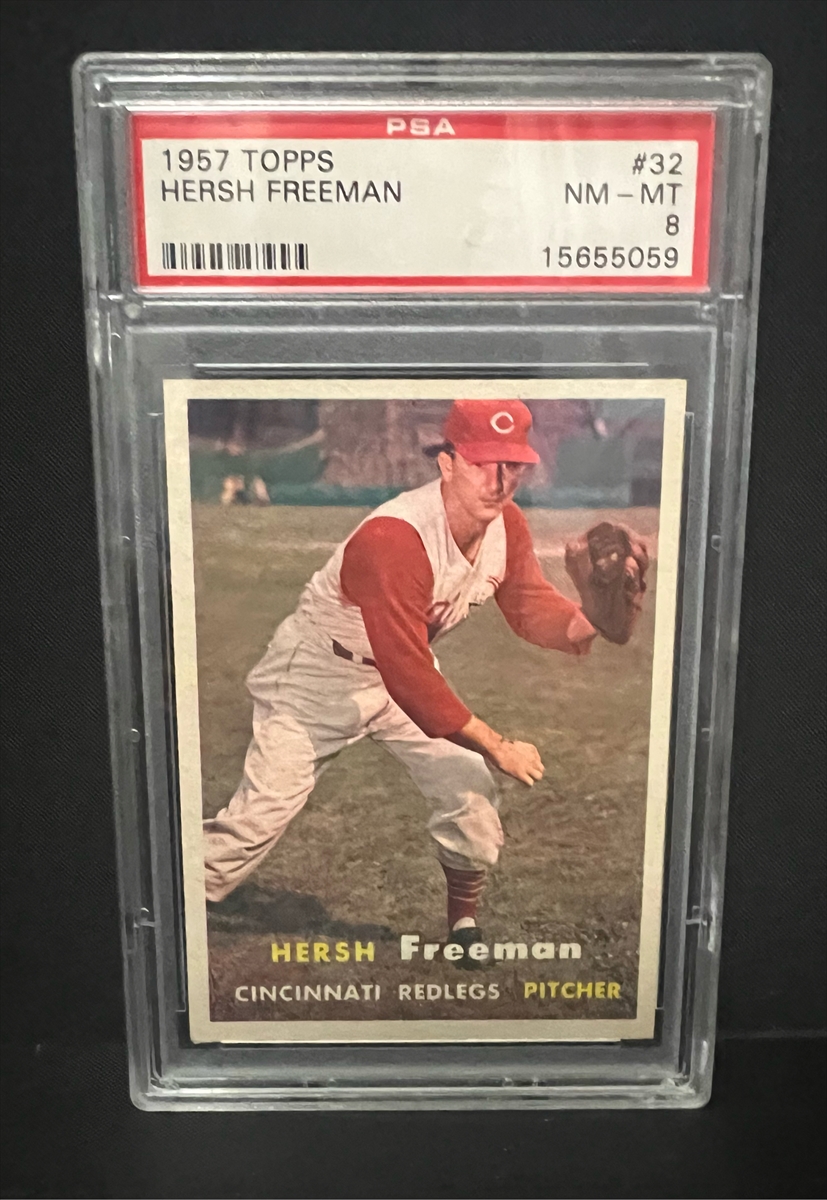 PSA
1957 TOPPS #32
HERSH FREEMAN NM - MT
8
15655059
C
HERSH Freeman
CINCINNATI REDLEGS PITCHER